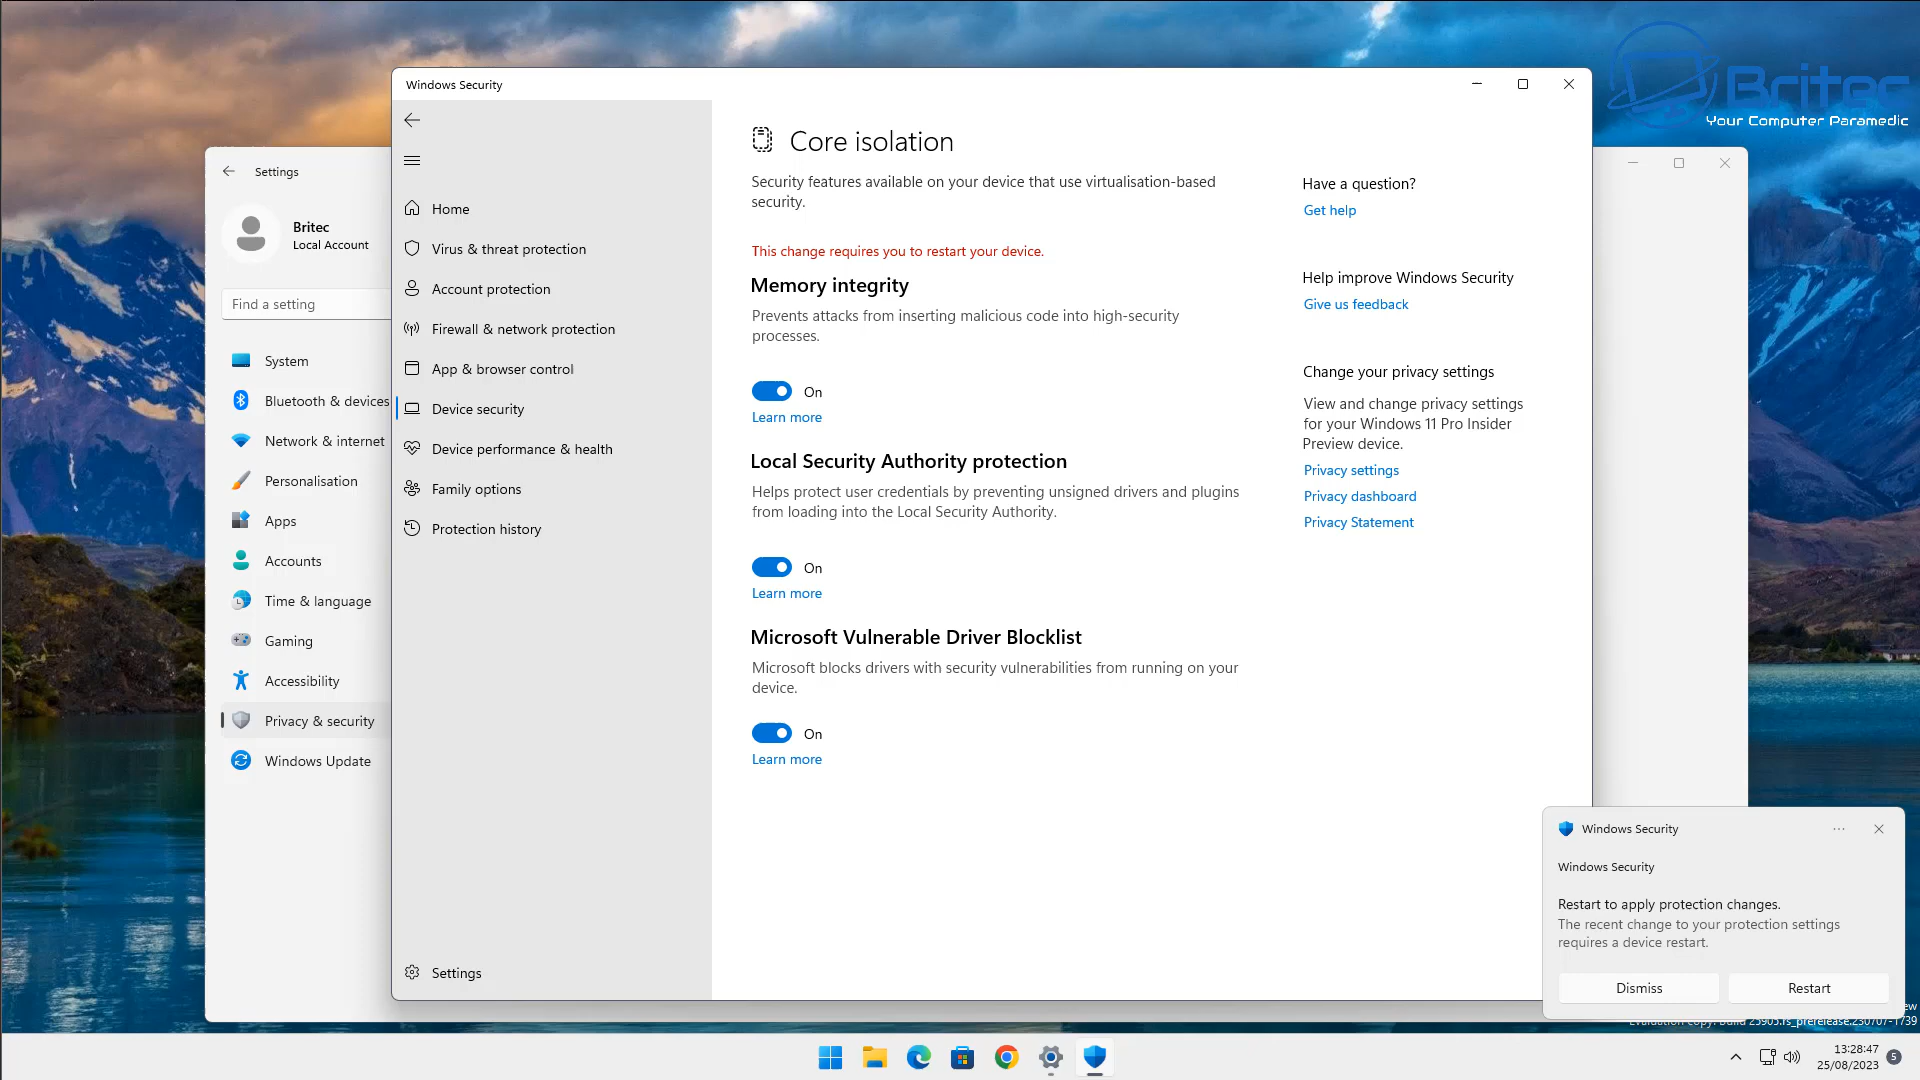 Britec
Your Computer Paramedic
Windows Security
Settings
Britec
Local Account
Find a setting
System
Bluetooth & devices
Network & internet
Personalisation
Apps
Accounts
Time & language
Gaming
Accessibility
Privacy & security
Windows Update
Home
Virus & threat protection
Account protection
Firewall & network protection
App & browser control
Device security
Device performance & health
Family options
Protection history
Settings
Core isolation
Security features available on your device that use virtualisation-based
security.
This change requires you to restart your device.
Memory integrity
Prevents attacks from inserting malicious code into high-security
processes.
On
Learn more
Local Security Authority protection
Helps protect user credentials by preventing unsigned drivers and plugins
from loading into the Local Security Authority.
On
Learn more
Microsoft Vulnerable Driver Blocklist
Microsoft blocks drivers with security vulnerabilities from running on your
device.
On
Learn more
Have a question?
Get help
Help improve Windows Security
Give us feedback
Change your privacy settings
View and change privacy settings
for your Windows 11 Pro Insider
Preview device.
Privacy settings
Privacy dashboard
Privacy Statement
Windows Security
Windows Security
Restart to apply protection changes.
The recent change to your protection settings
requires a device restart.
Dismiss
Restart
Evaluation copy. Build 25905.rs_prerelease.230707-1739
13:28:47
25/08/2023
5